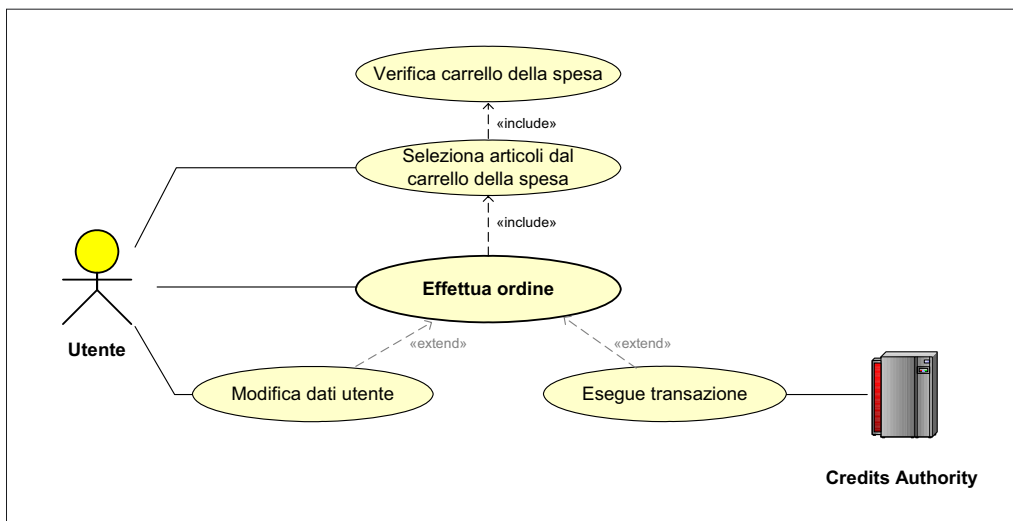 Verifica carrello della spesa
«include»
Seleziona articoli dal
carrello della spesa
«include»
Effettua ordine
Utente
«extend»
«extend»
Modifica dati utente
Esegue transazione
Credits Authority